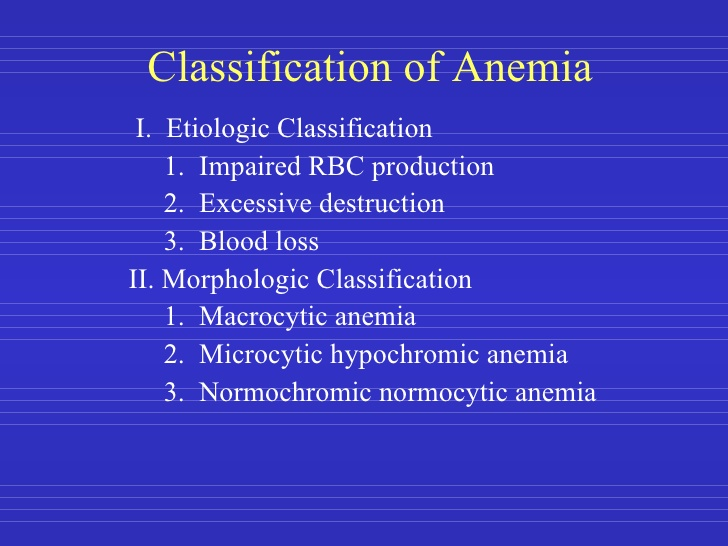 Classification of Anemia
I. Etiologic Classification
1. Impaired RBC production
2. Excessive destruction
3. Blood loss
II. Morphologic Classification
1. Macrocytic anemia
2. Microcytic hypochromic anemia
3. Normochromic normocytic anemia